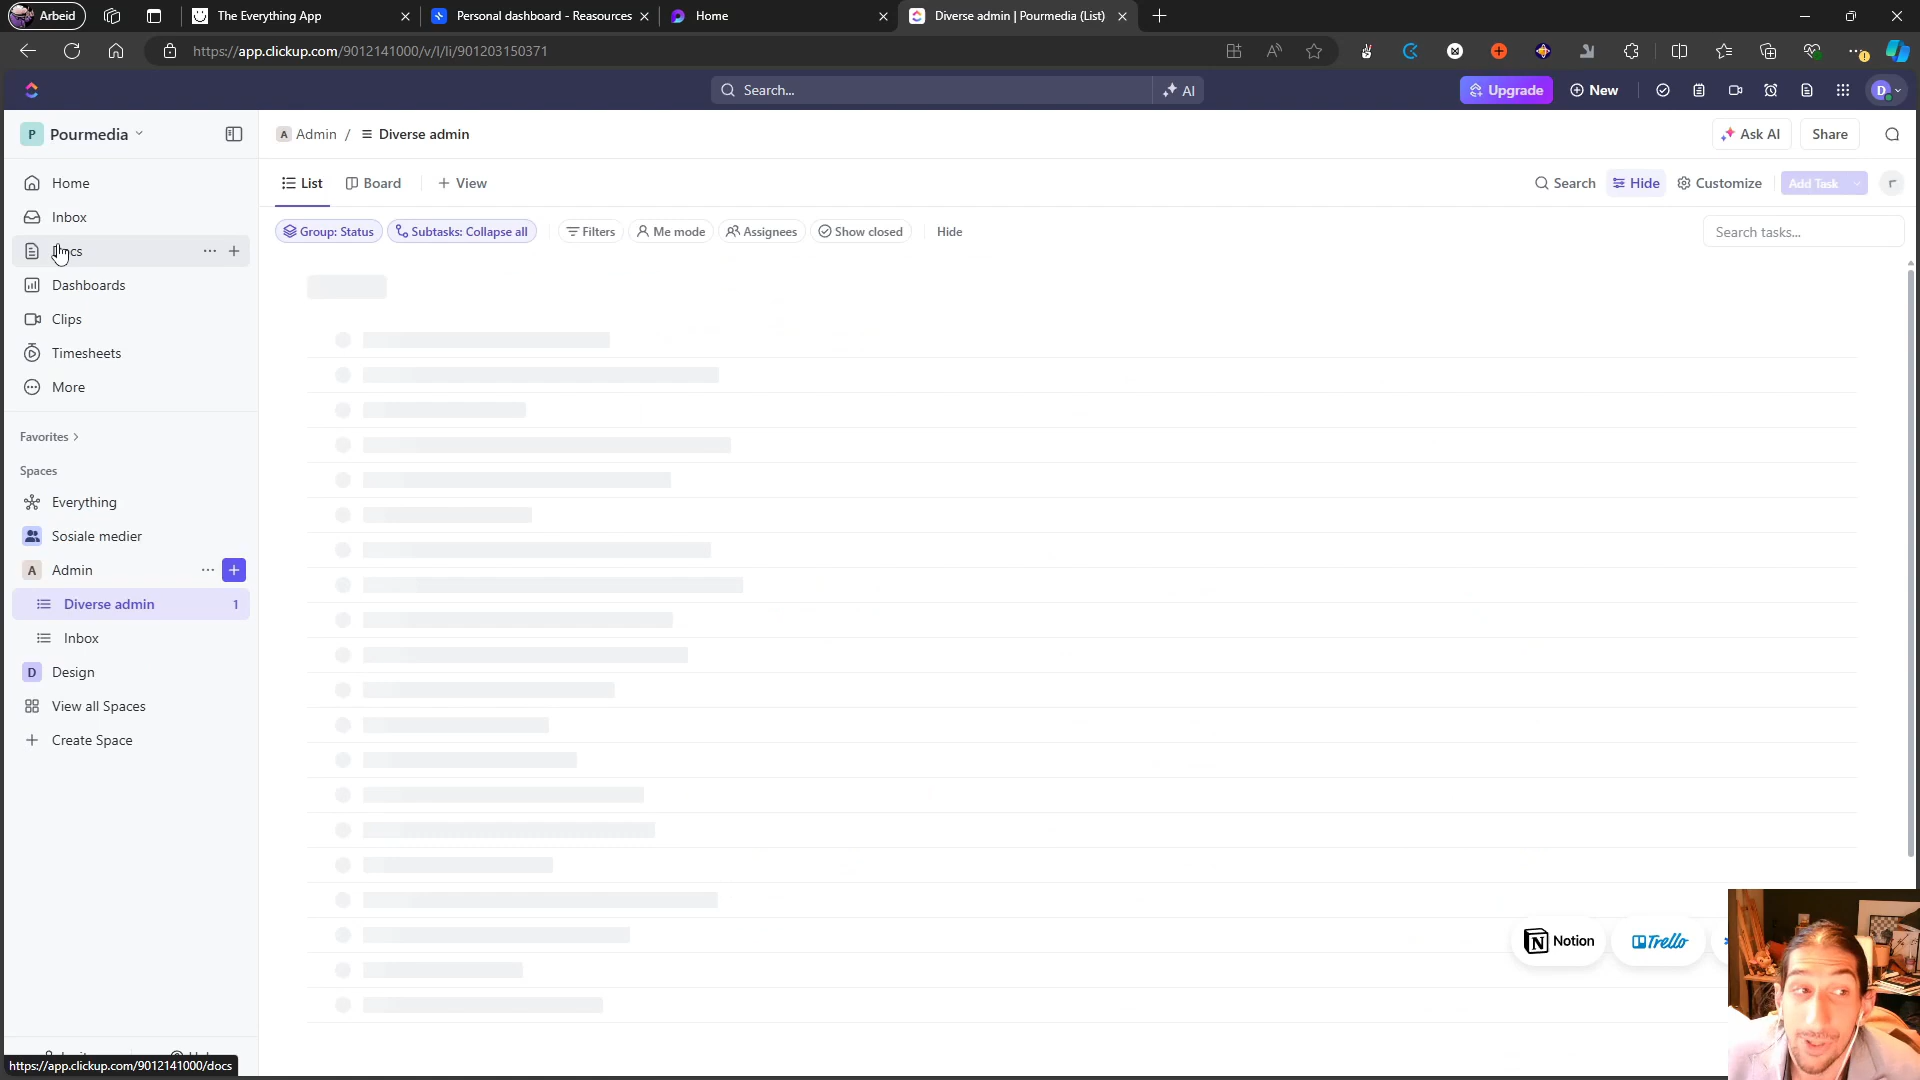 Arbeid
The Everything App
Personal dashboard - Reasources
Home
Diverse admin | Pourmedia (List)
https://app.clickup.com/9012141000/v/l/li/901203150371
Search...
AI
Upgrade
New
D
P Pourmedia
A Admin / Diverse admin
Ask AI
Share
Home
Inbox
Dashboards
Clips
Timesheets
More
List
Board
+ View
Search
Hide
Customize
Add Task
Group: Status
Subtasks: Collapse all
Filters
Me mode
Assignees
Show closed
Hide
Search tasks...
Favorites
Spaces
Everything
Sosiale medier
A Admin
Diverse admin 1
Inbox
D Design
View all Spaces
Create Space
Notion
Trello
https://app.clickup.com/9012141000/docs